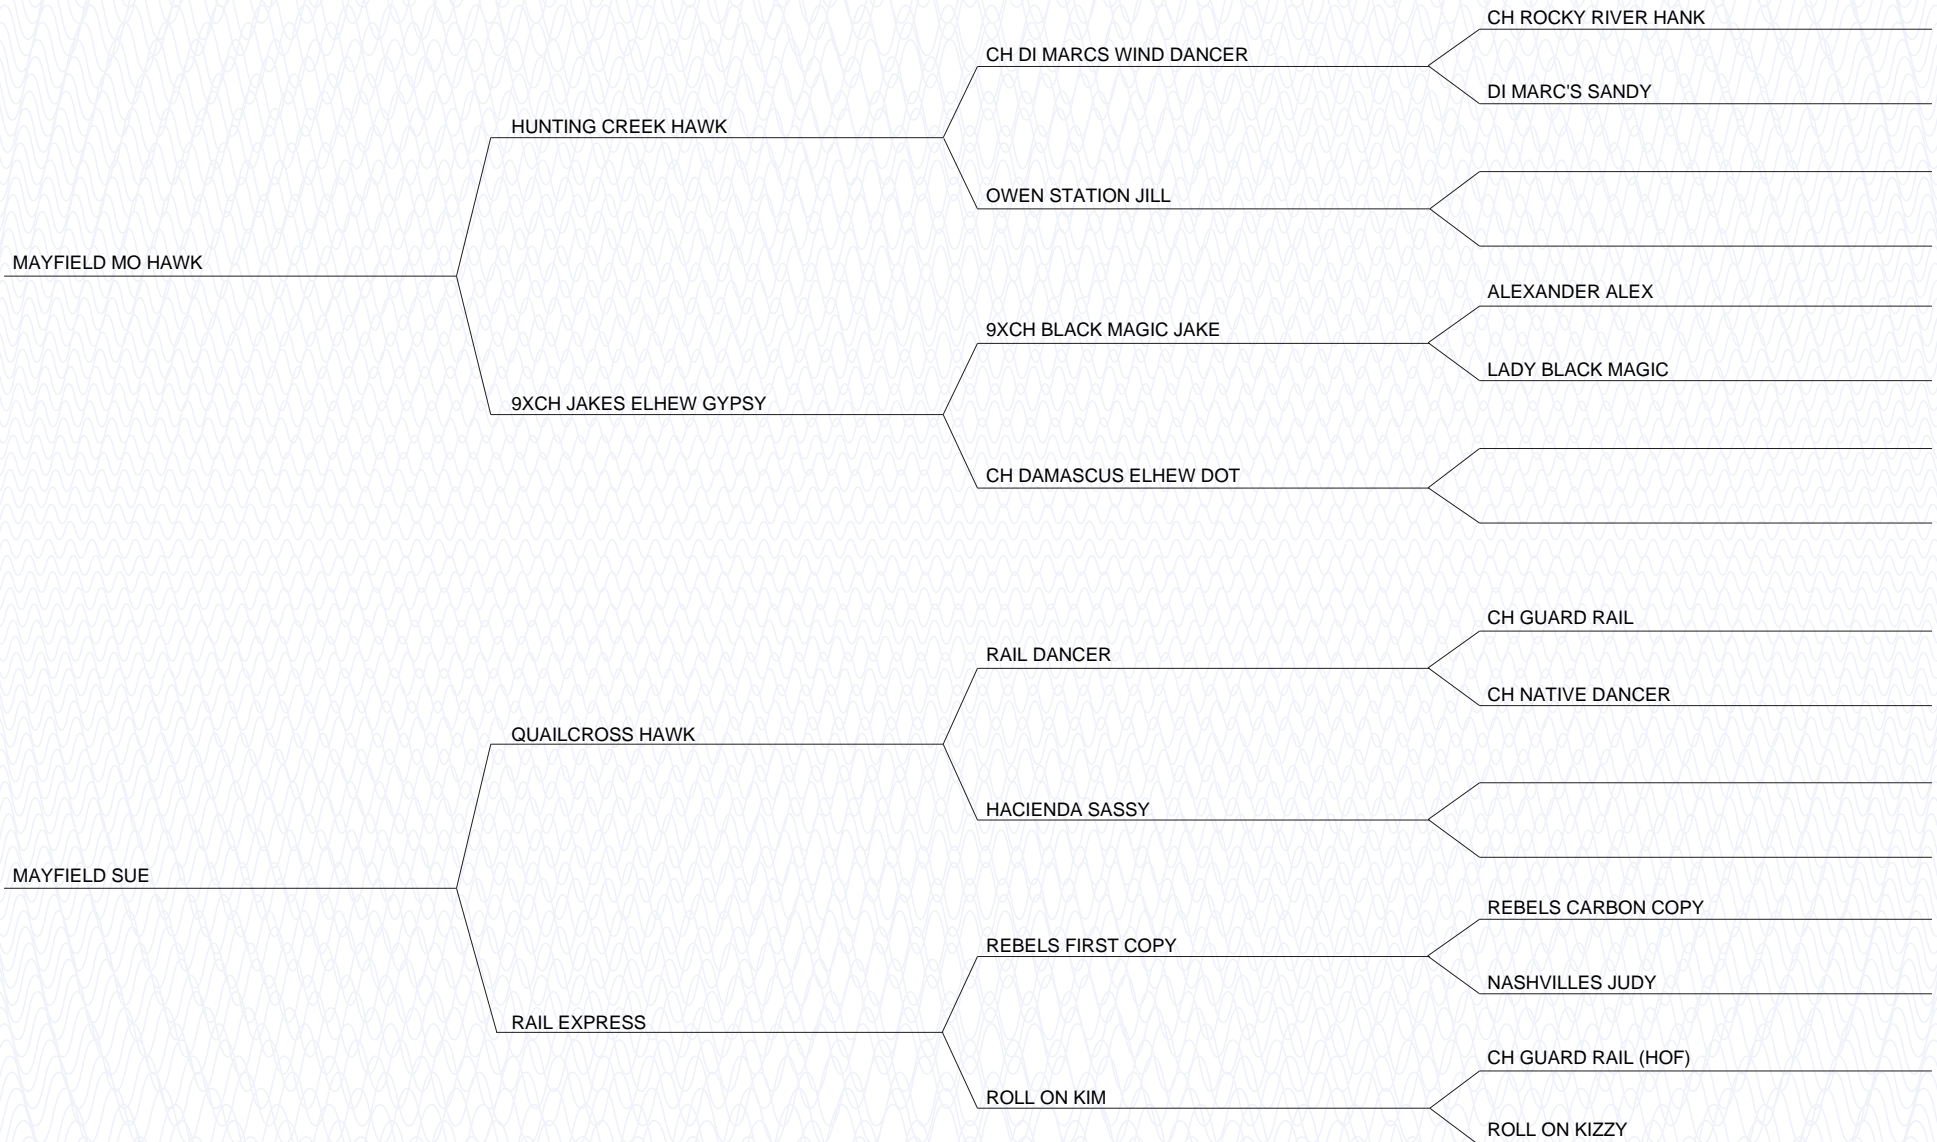 CH ROCKY RIVER HANK
CH DI MARCS WIND DANCER
DI MARC'S SANDY
HUNTING CREEK HAWK
OWEN STATION JILL
MAYFIELD MO HAWK
ALEXANDER ALEX
9XCH BLACK MAGIC JAKE
LADY BLACK MAGIC
9XCH JAKES ELHEW GYPSY
CH DAMASCUS ELHEW DOT
CH GUARD RAIL
RAIL DANCER
CH NATIVE DANCER
QUAILCROSS HAWK
HACIENDA SASSY
MAYFIELD SUE
REBELS CARBON COPY
REBELS FIRST COPY
NASHVILLES JUDY
RAIL EXPRESS
CH GUARD RAIL (HOF)
ROLL ON KIM
ROLL ON KIZZY